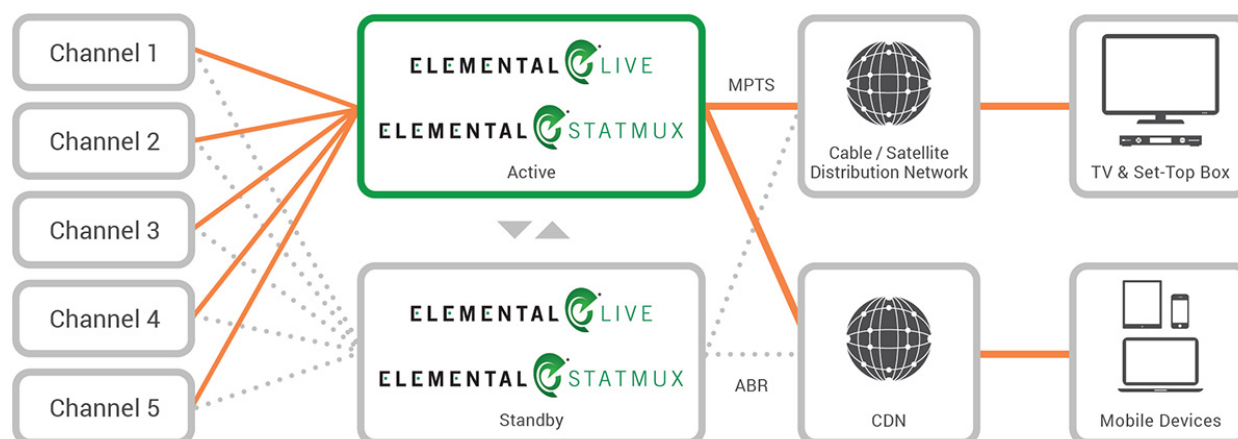 Channel 1
Channel 2
Channel 3
Channel 4
Channel 5
ELEMENTAL LIVE
ELEMENTAL STATMUX
Active
ELEMENTAL LIVE
ELEMENTAL STATMUX
Standby
MPTS
ABR
Cable / Satellite
Distribution Network
CDN
TV & Set-Top Box
Mobile Devices